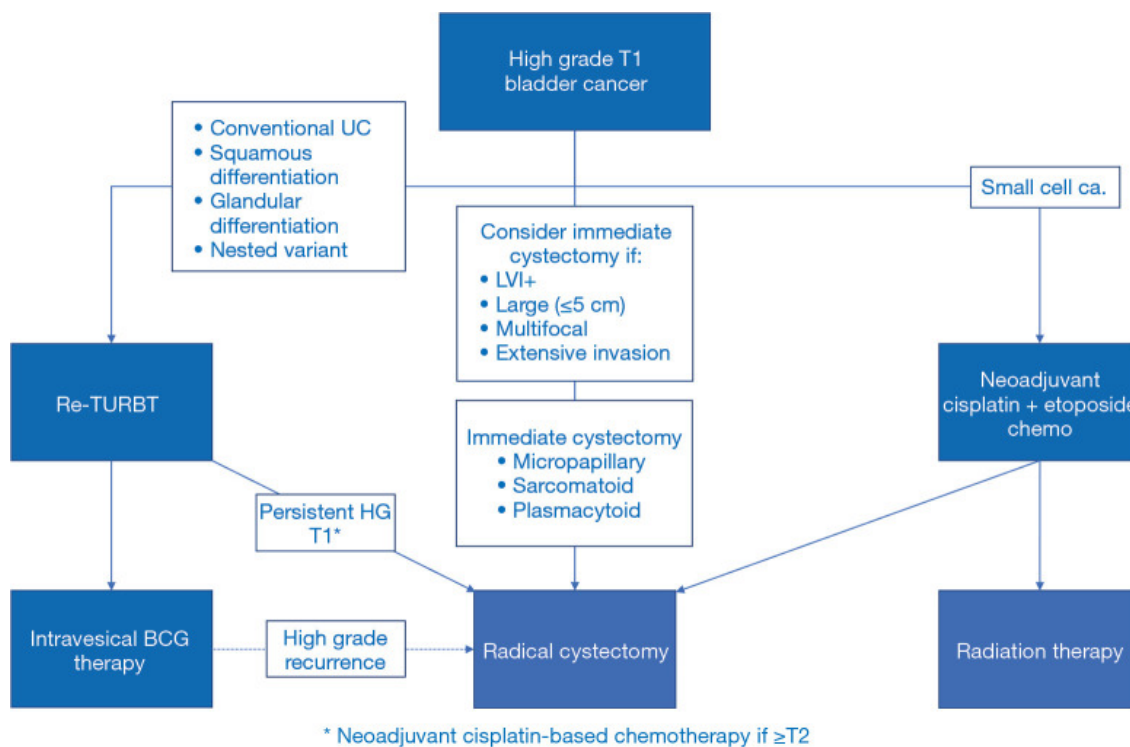 High grade T1
bladder cancer
• Conventional UC
• Squamous
differentiation
• Glandular
differentiation
• Nested variant
Small cell ca.
Consider immediate
cystectomy if:
• LVI+
• Large (≤5 cm)
• Multifocal
• Extensive invasion
Re-TURBT
Neoadjuvant
cisplatin + etoposide
chemo
Immediate cystectomy
• Micropapillary
• Sarcomatoid
• Plasmacytoid
Persistent HG
T1*
Intravesical BCG
therapy
High grade
recurrence
Radical cystectomy
Radiation therapy
* Neoadjuvant cisplatin-based chemotherapy if ≥T2